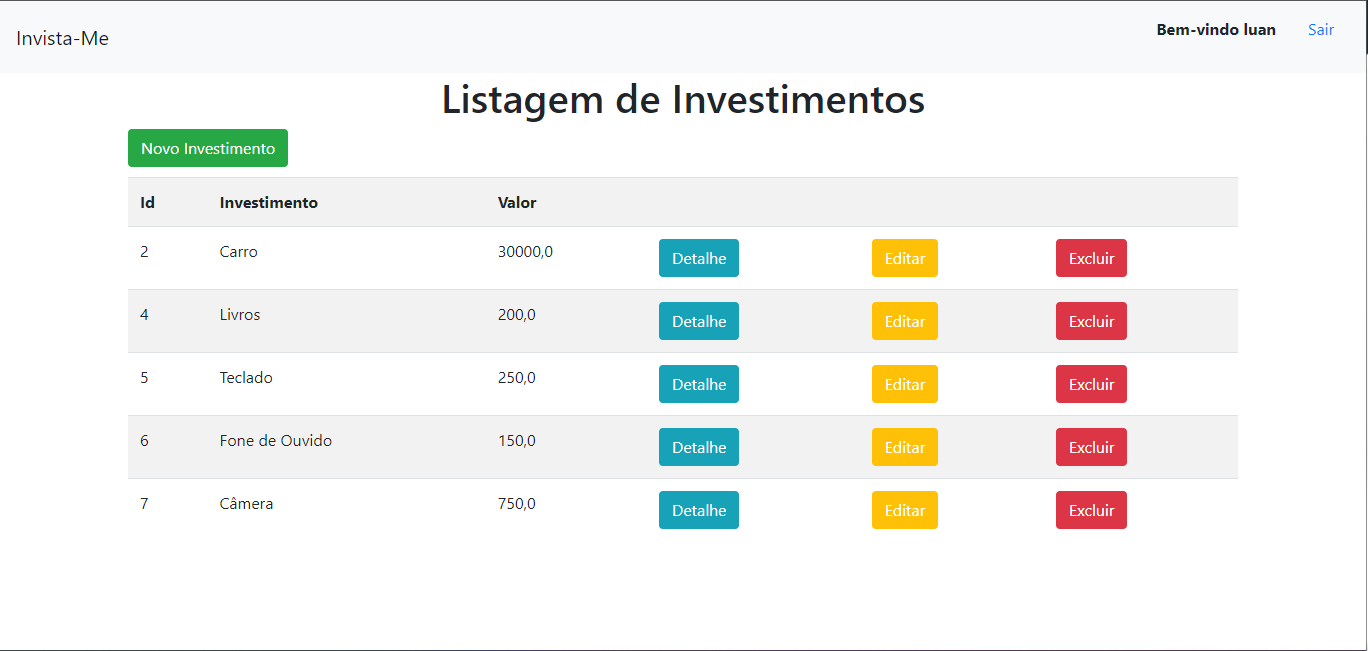 Invista-Me
Bem-vindo luan Sair
Listagem de Investimentos
Novo Investimento
Id Investimento Valor
2 Carro 30000,0 Detalhe Editar Excluir
4 Livros 200,0 Detalhe Editar Excluir
5 Teclado 250,0 Detalhe Editar Excluir
6 Fone de Ouvido 150,0 Detalhe Editar Excluir
7 Câmera 750,0 Detalhe Editar Excluir